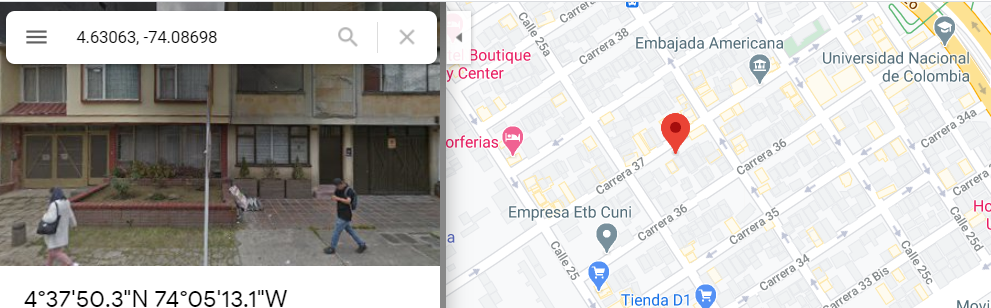 4.63063, -74.08698
4°37'50.3"N 74°05'13.1"W
Calle 25a
Carrera 38
Embajada Americana
Universidad Nacional
de Colombia
Boutique
y Center
orferias
Carrera 37
Carrera 36
Carrera 34a
Empresa Etb Cuni
Carrera 36
Carrera 35
Calle 25
Carrera 34
Carrera 33 Bis
Calle 25c
Calle 25d
Tienda D1
Ho
Movi